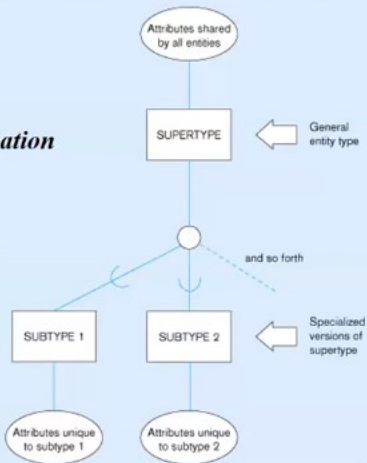 Attributes shared
by all entities
ation
SUPERTYPE
General
entity type
and so forth
SUBTYPE 1
SUBTYPE 2
Specialized
versions of
supertype
Attributes unique
to subtype 1
Attributes unique
to subtype 2